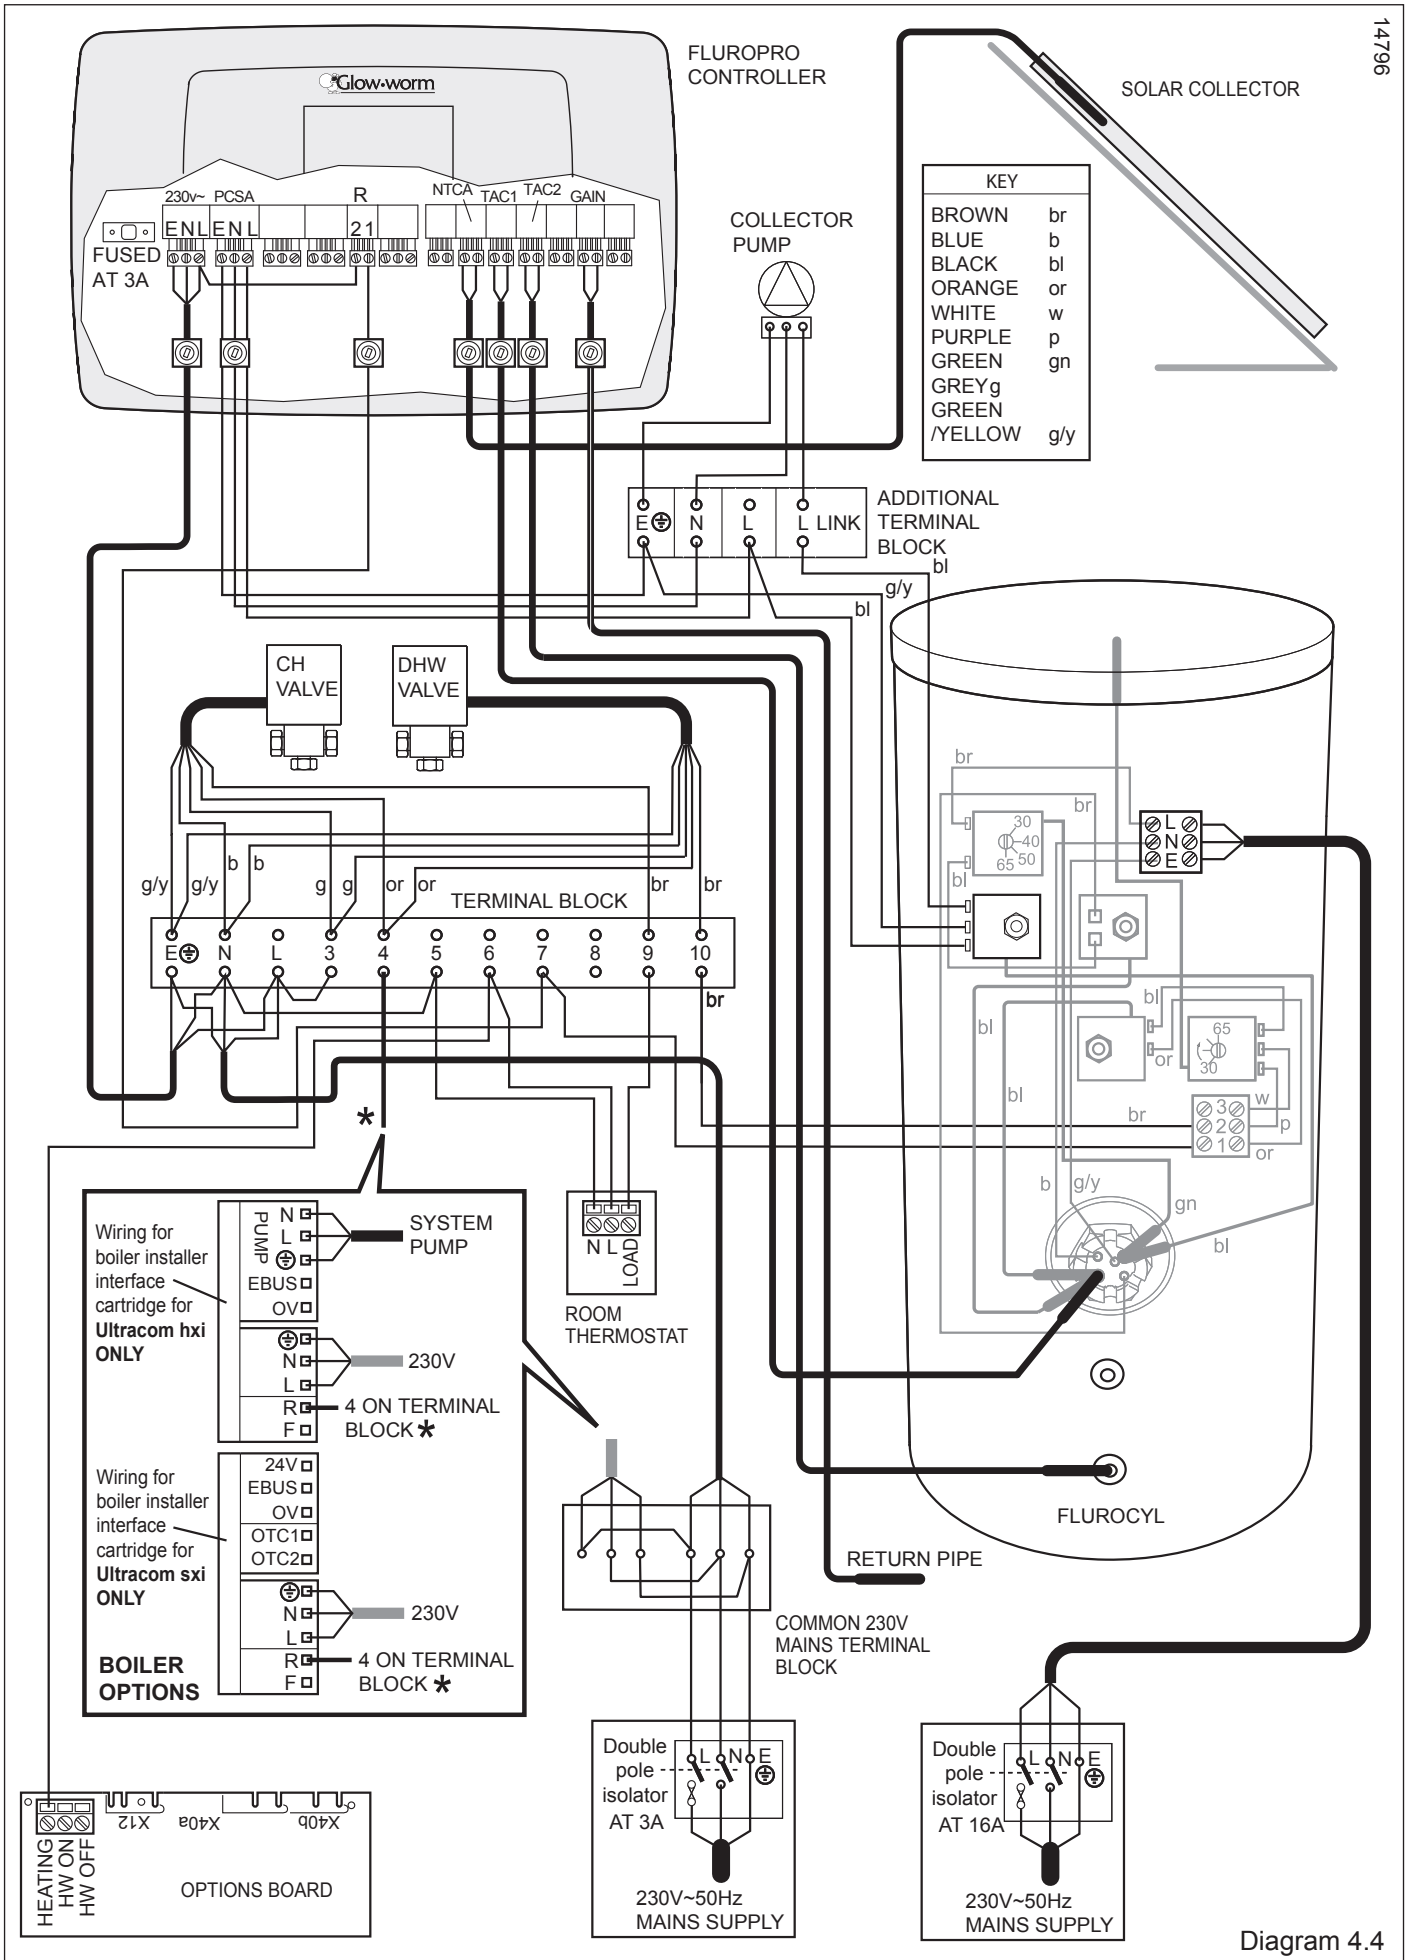 14796
FLUROPRO
CONTROLLER
SOLAR COLLECTOR
Glow-worm
230v~ PCSA R NTCA TAC1 TAC2 GAIN
E N L E N L 2 1
FUSED
AT 3A
COLLECTOR
PUMP
KEY
BROWN br
BLUE b
BLACK bl
ORANGE or
WHITE w
PURPLE p
GREEN gn
GREYg
GREEN
/YELLOW g/y
E N L L LINK
ADDITIONAL
TERMINAL
BLOCK
bl
g/y
bl
CH
VALVE
DHW
VALVE
g/y g/y b b g g or or br br
TERMINAL BLOCK
E N L 3 4 5 6 7 8 9 10
br
br
br
30
40
50
65
bl
L
N
E
bl
bl
or
65
30
bl
br
w
p
or
3
2
1
b g/y
gn
bl
FLUROCYL
*
N L LOAD
ROOM
THERMOSTAT
Wiring for
boiler installer
interface
cartridge for
Ultracom hxi
ONLY
PUMP
N
L
EBUS
OV
N
L
R
F
SYSTEM
PUMP
230V
4 ON TERMINAL
BLOCK *
Wiring for
boiler installer
interface
cartridge for
Ultracom sxi
ONLY
24V
EBUS
OV
OTC1
OTC2
N
L
R
F
230V
4 ON TERMINAL
BLOCK *
BOILER
OPTIONS
RETURN PIPE
COMMON 230V
MAINS TERMINAL
BLOCK
Double
pole
isolator
AT 3A
L N E
230V~50Hz
MAINS SUPPLY
Double
pole
isolator
AT 16A
L N E
230V~50Hz
MAINS SUPPLY
X12 X40a X40b
HEATING
HW ON
HW OFF
OPTIONS BOARD
Diagram 4.4